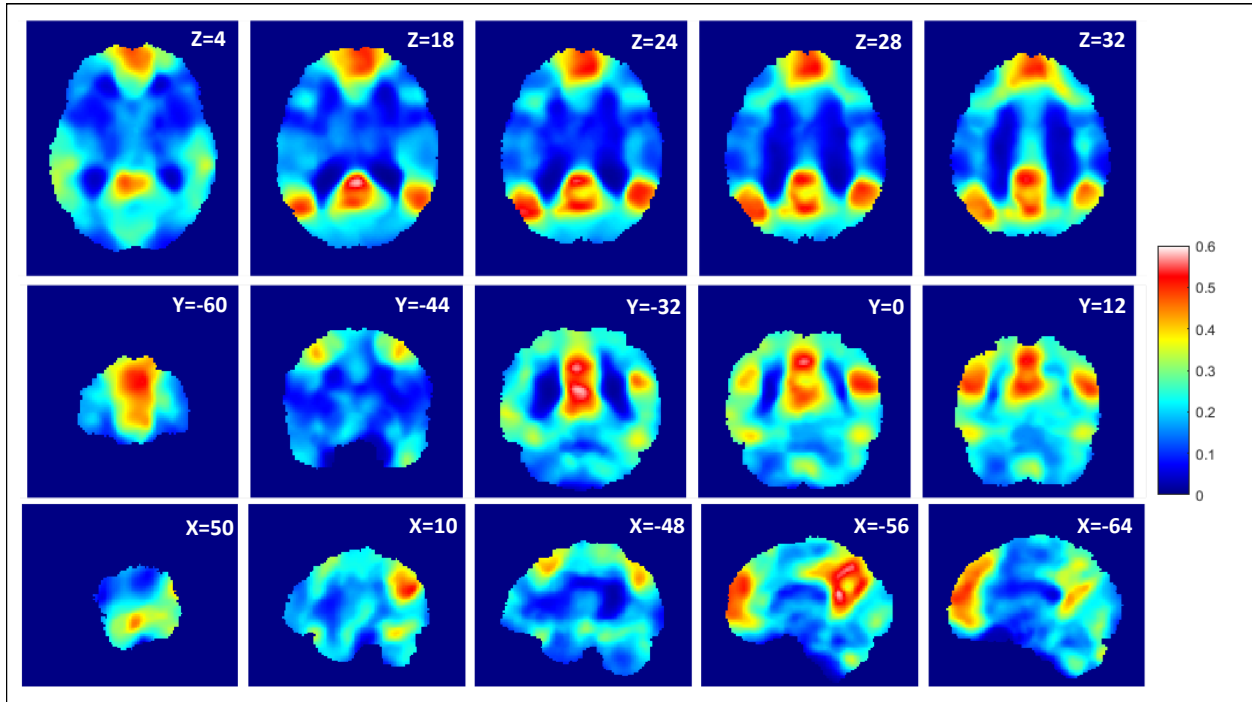 Z=4
Z=18
Z=24
Z=28
Z=32
Y=-60
Y=-44
Y=-32
Y=0
Y=12
X=50
X=10
X=-48
X=-56
X=-64
0.6
0.5
0.4
0.3
0.2
0.1
0